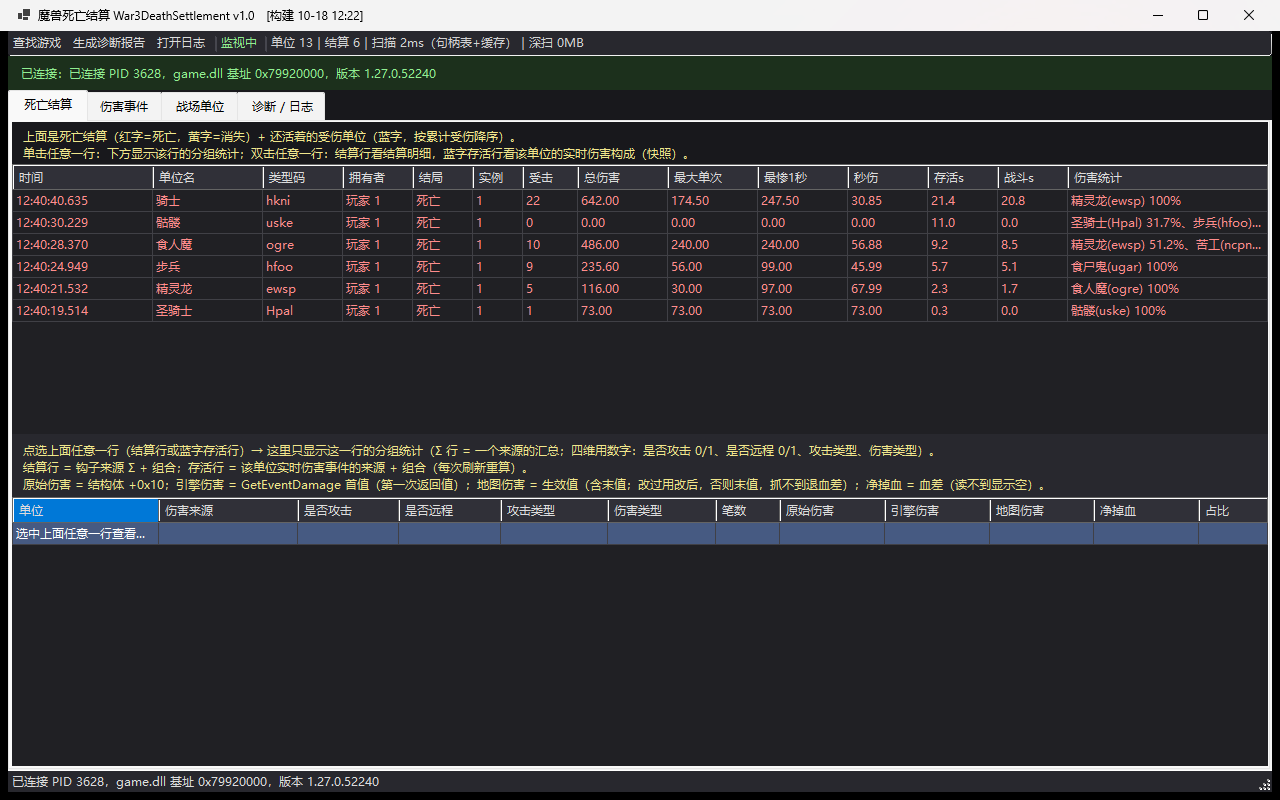 魔兽死亡结算 War3DeathSettlement v1.0 [构建 10-18 12:22]
查找游戏 生成诊断报告 打开日志 | 监视中 | 单位 13 | 结算 6 | 扫描 2ms（句柄表+缓存） | 深扫 0MB
已连接：已连接 PID 3628，game.dll 基址 0x79920000，版本 1.27.0.52240
死亡结算 伤害事件 战场单位 诊断 / 日志
上面是死亡结算（红字=死亡，黄字=消失）+ 还活着的受伤单位（蓝字，按累计受伤降序）。
单击任意一行：下方显示该行的分组统计；双击任意一行：结算行看结算明细，蓝字存活行看该单位的实时伤害构成（快照）。
时间 单位名 类型码 拥有者 结局 实例 受击 总伤害 最大单次 最惨1秒 秒伤 存活s 战斗s 伤害统计
12:40:40.635 骑士 hkni 玩家 1 死亡 1 22 642.00 174.50 247.50 30.85 21.4 20.8 精灵龙(ewsp) 100%
12:40:30.229 骷髅 uske 玩家 1 死亡 1 0 0.00 0.00 0.00 0.00 11.0 0.0 圣骑士(Hpal) 31.7%、步兵(hfoo)...
12:40:28.370 食人魔 ogre 玩家 1 死亡 1 10 486.00 240.00 240.00 56.88 9.2 8.5 精灵龙(ewsp) 51.2%、苦工(ncpn...
12:40:24.949 步兵 hfoo 玩家 1 死亡 1 9 235.60 56.00 99.00 45.99 5.7 5.1 食尸鬼(ugar) 100%
12:40:21.532 精灵龙 ewsp 玩家 1 死亡 1 5 116.00 30.00 97.00 67.99 2.3 1.7 食人魔(ogre) 100%
12:40:19.514 圣骑士 Hpal 玩家 1 死亡 1 1 73.00 73.00 73.00 73.00 0.3 0.0 骷髅(uske) 100%
点选上面任意一行（结算行或蓝字存活行）→ 这里只显示这一行的分组统计（Σ 行 = 一个来源的汇总；四维用数字：是否攻击 0/1、是否远程 0/1、攻击类型、伤害类型）。
结算行 = 钩子来源 Σ + 组合；存活行 = 该单位实时伤害事件的来源 + 组合（每次刷新重算）。
原始伤害 = 结构体 +0x10；引擎伤害 = GetEventDamage 首值（第一次返回值）；地图伤害 = 生效值（含末值；改过用改后，否则末值，抓不到退血差）；净掉血 = 血差（读不到显示空）。
单位 伤害来源 是否攻击 是否远程 攻击类型 伤害类型 笔数 原始伤害 引擎伤害 地图伤害 净掉血 占比
选中上面任意一行查看...
已连接 PID 3628，game.dll 基址 0x79920000，版本 1.27.0.52240